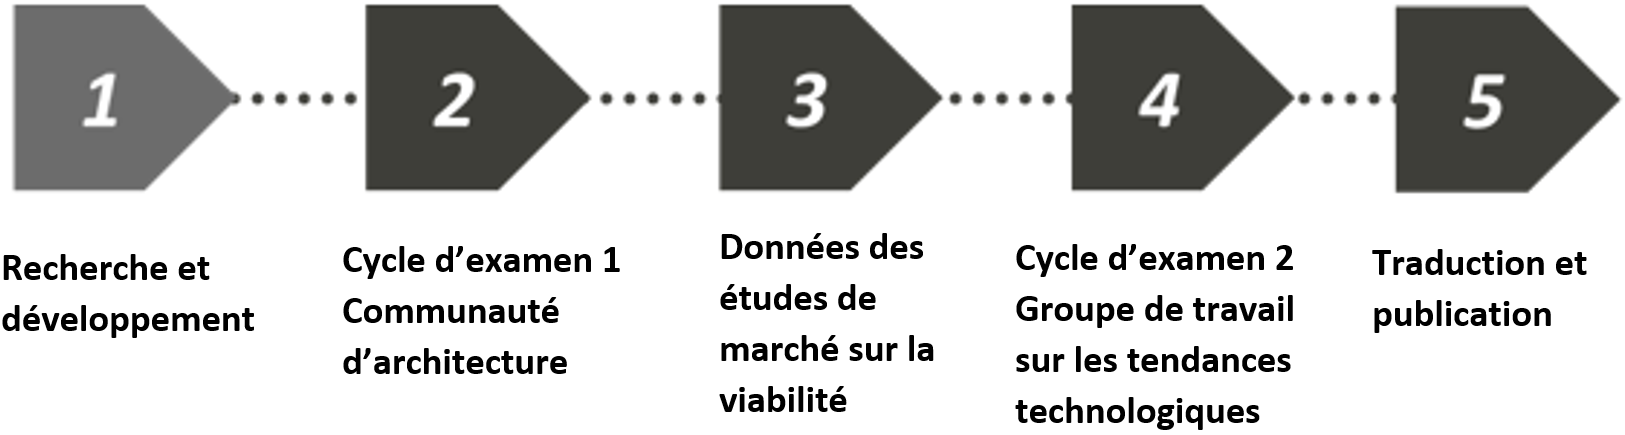 1
Recherche et
développement
2
Cycle d’examen 1
Communauté
d’architecture
3
Données des
études de
marché sur la
viabilité
4
Cycle d’examen 2
Groupe de travail
sur les tendances
technologiques
5
Traduction et
publication